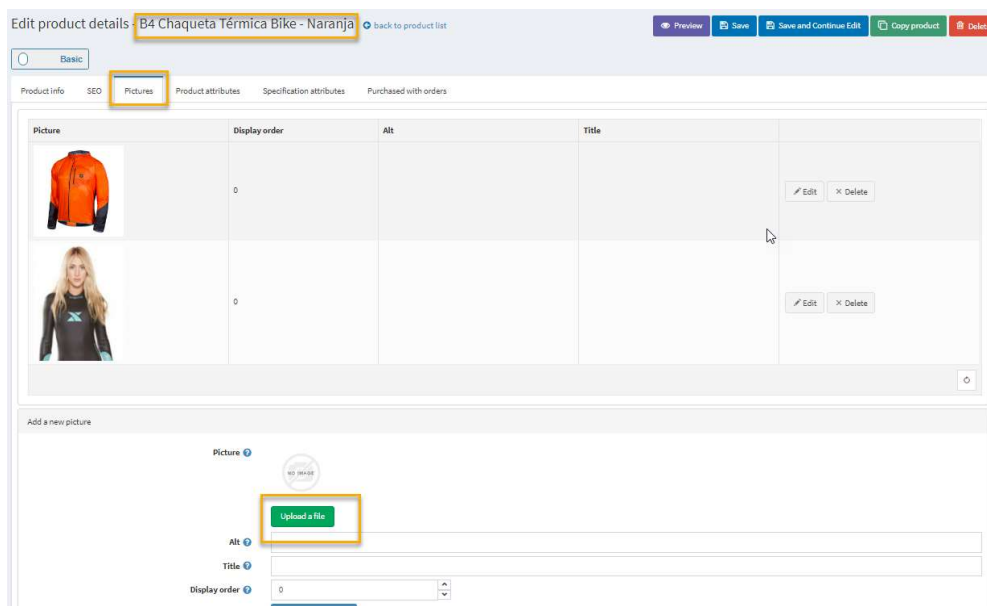 Edit product details - B4 Chaqueta Térmica Bike - Naranja back to product list
Preview Save Save and Continue Edit Copy product Delet
Basic
Product info SEO Pictures Product attributes Specification attributes Purchased with orders
Picture Display order Alt Title
0 Edit Delete
X
0 Edit Delete
Add a new picture
Picture
NO IMAGE
Upload a file
Alt
Title
Display order 0